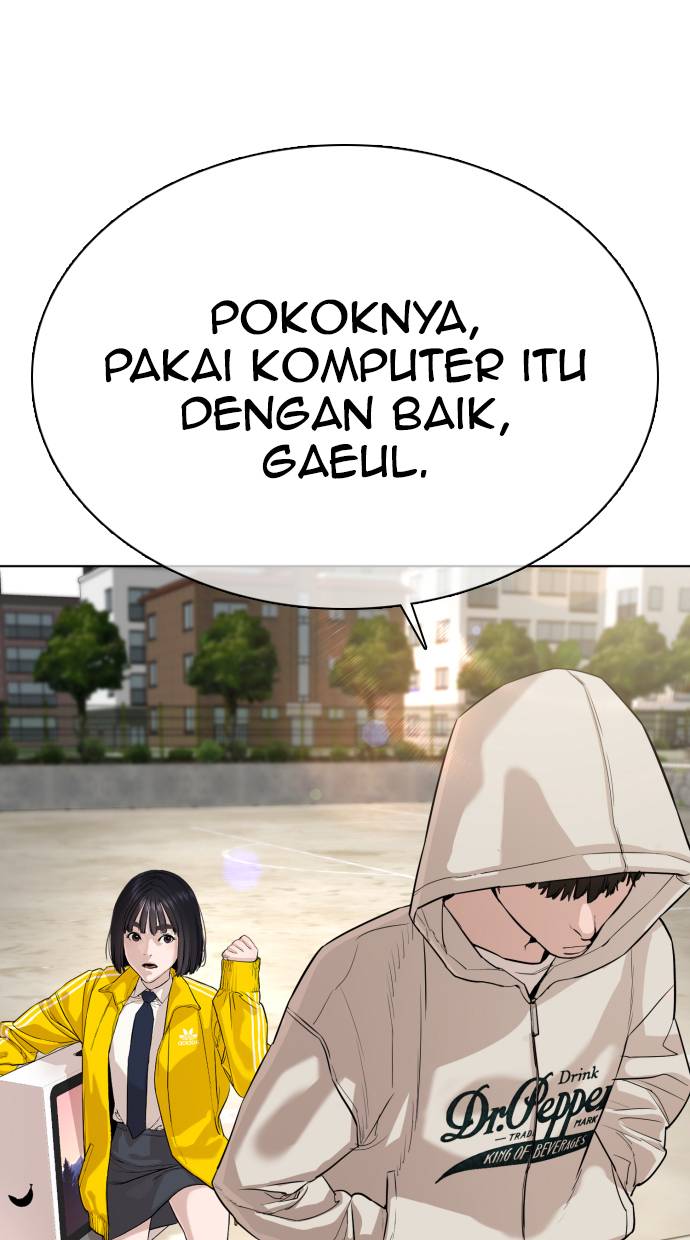 POKOKNYA,
PAKAI KOMPUTER ITU
DENGAN BAIK,
GAEUL.
adidas
Drink
Dr.Pepper
TRADE MARK
KING OF BEVERAGES